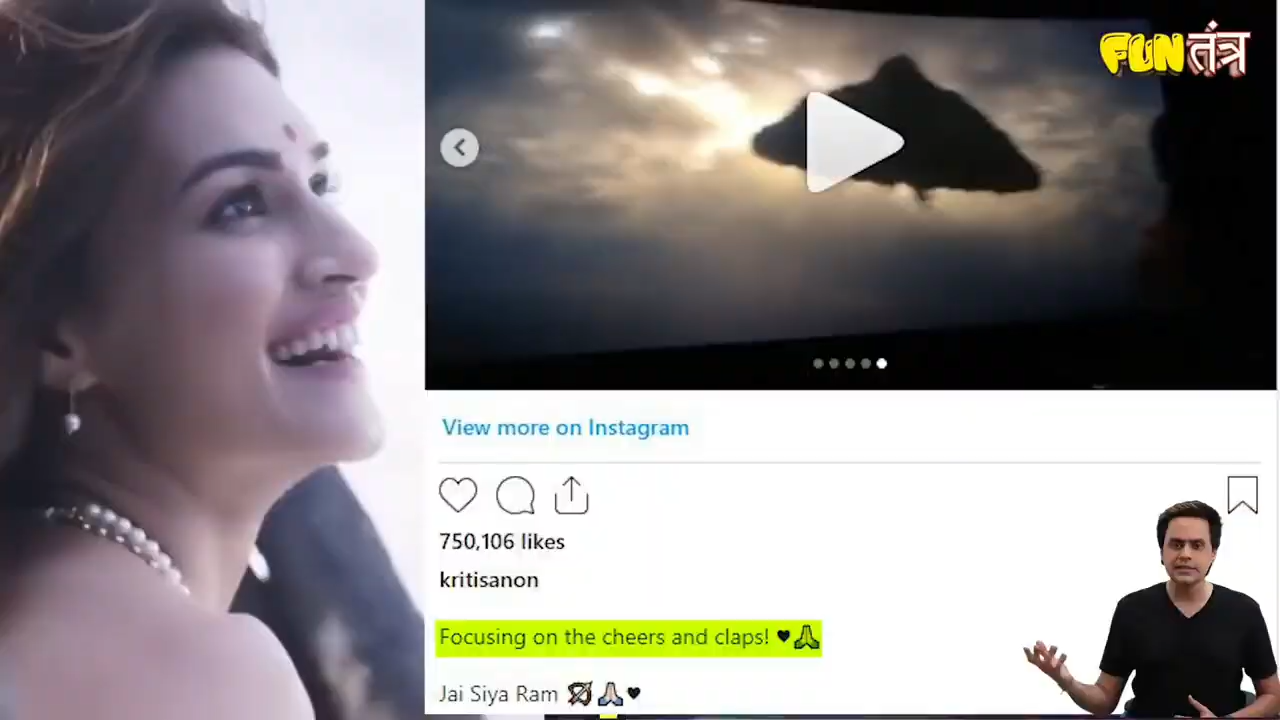 FUNतंत्र
View more on Instagram
750,106 likes
kritisanon
Focusing on the cheers and claps! ♥🙏
Jai Siya Ram 🏹🙏♥